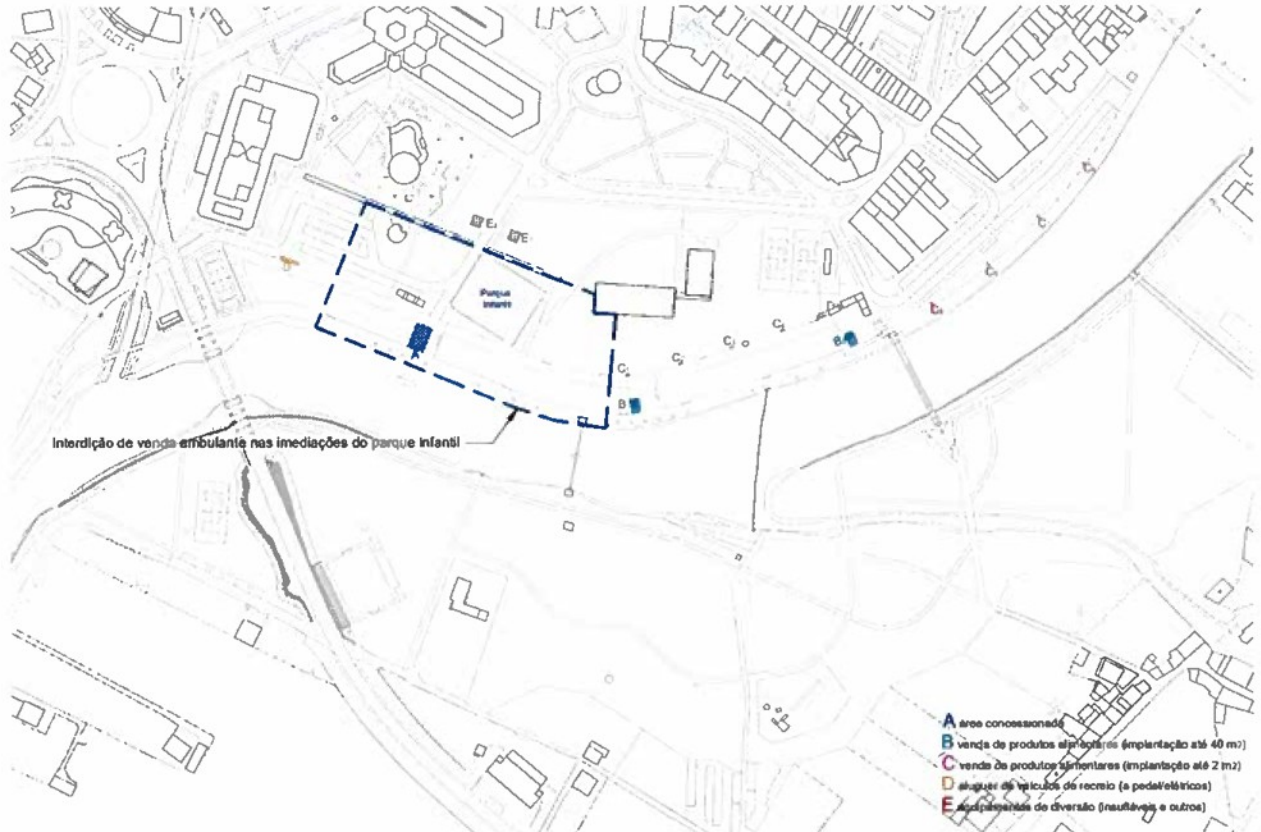 E
E
Parque
Infantil
A
C
C
C
C
B
B
Interdição de venda ambulante nas imediações do parque infantil
A área concessionada
B venda de produtos alimentares (implantação até 40 m2)
C venda de produtos alimentares (implantação até 2 m2)
D aluguer de veículos de recreio (a pedal/elétricos)
E equipamentos de diversão (insufláveis e outros)